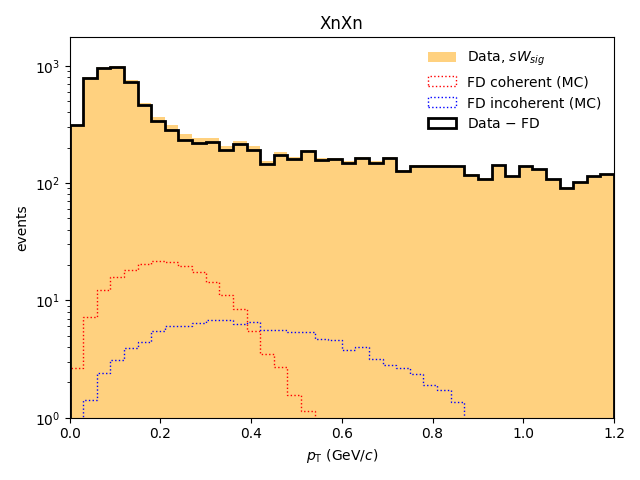 XnXn
Data, sW_sig
FD coherent (MC)
FD incoherent (MC)
Data − FD
events
10³
10²
10¹
10⁰
0.0 0.2 0.4 0.6 0.8 1.0 1.2
p_T (GeV/c)